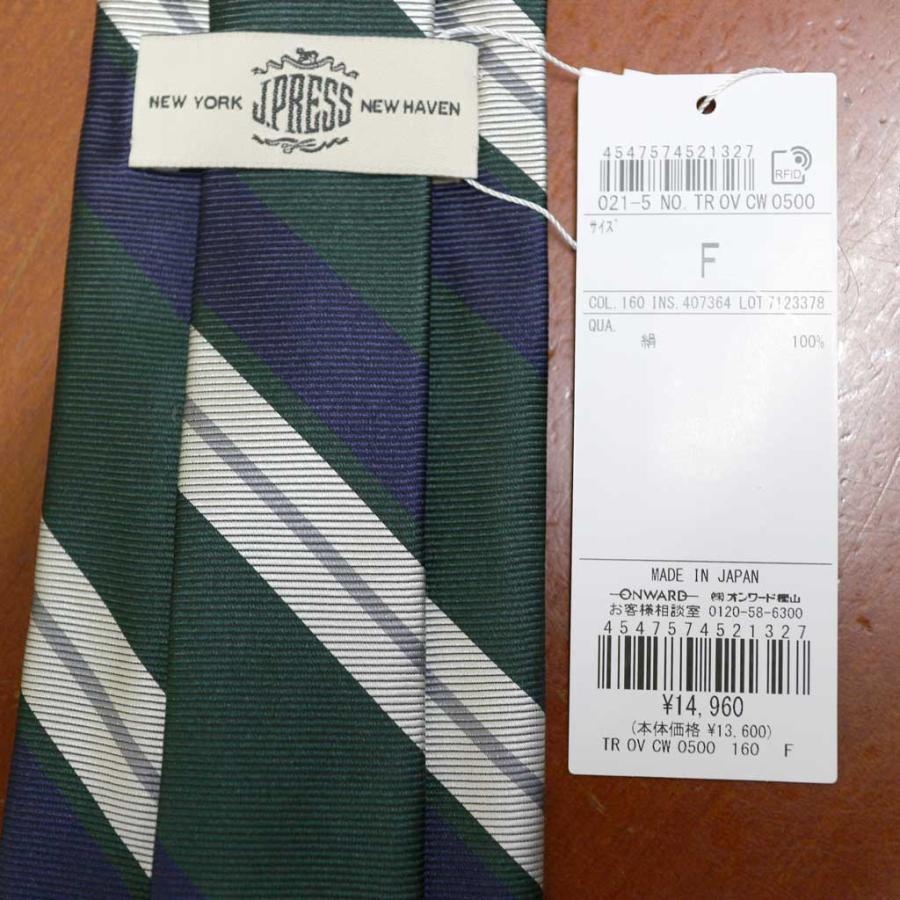 NEW YORK J.PRESS NEW HAVEN
4547574521327
RFID
021-5 NO. TR OV CW 0500
サイズ
F
COL. 160 INS. 407364 LOT 7123378
QUA.
絹 100%
MADE IN JAPAN
ONWARD ㈱オンワード樫山
お客様相談室 0120-58-6300
4547574521327
¥14,960
(本体価格 ¥13,600)
TR OV CW 0500 160 F